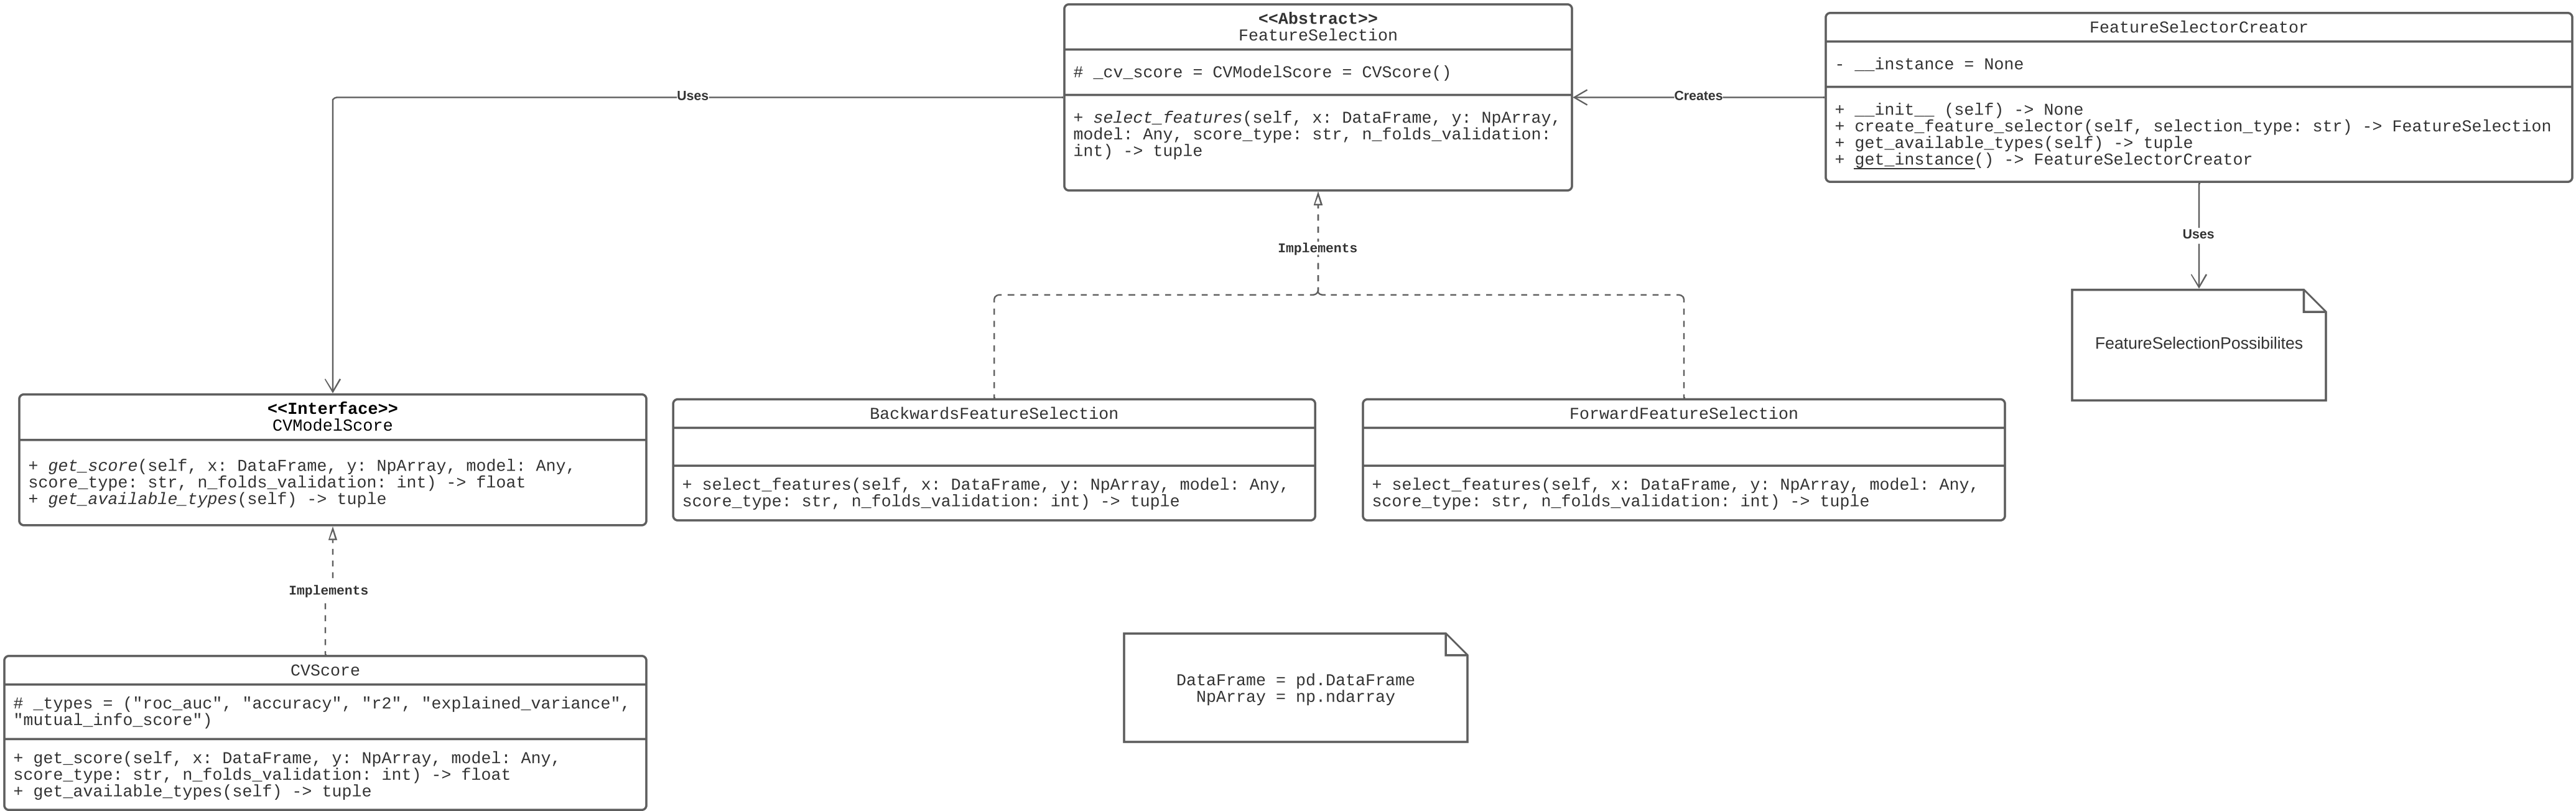 <<Abstract>>
FeatureSelection
# _cv_score = CVModelScore = CVScore()
+ select_features(self, x: DataFrame, y: NpArray,
model: Any, score_type: str, n_folds_validation:
int) -> tuple
FeatureSelectorCreator
- __instance = None
+ __init__ (self) -> None
+ create_feature_selector(self, selection_type: str) -> FeatureSelection
+ get_available_types(self) -> tuple
+ get_instance() -> FeatureSelectorCreator
Uses
Creates
Implements
Uses
FeatureSelectionPossibilites
<<Interface>>
CVModelScore
+ get_score(self, x: DataFrame, y: NpArray, model: Any,
score_type: str, n_folds_validation: int) -> float
+ get_available_types(self) -> tuple
BackwardsFeatureSelection
+ select_features(self, x: DataFrame, y: NpArray, model: Any,
score_type: str, n_folds_validation: int) -> tuple
ForwardFeatureSelection
+ select_features(self, x: DataFrame, y: NpArray, model: Any,
score_type: str, n_folds_validation: int) -> tuple
Implements
CVScore
# _types = ("roc_auc", "accuracy", "r2", "explained_variance",
"mutual_info_score")
+ get_score(self, x: DataFrame, y: NpArray, model: Any,
score_type: str, n_folds_validation: int) -> float
+ get_available_types(self) -> tuple
DataFrame = pd.DataFrame
NpArray = np.ndarray